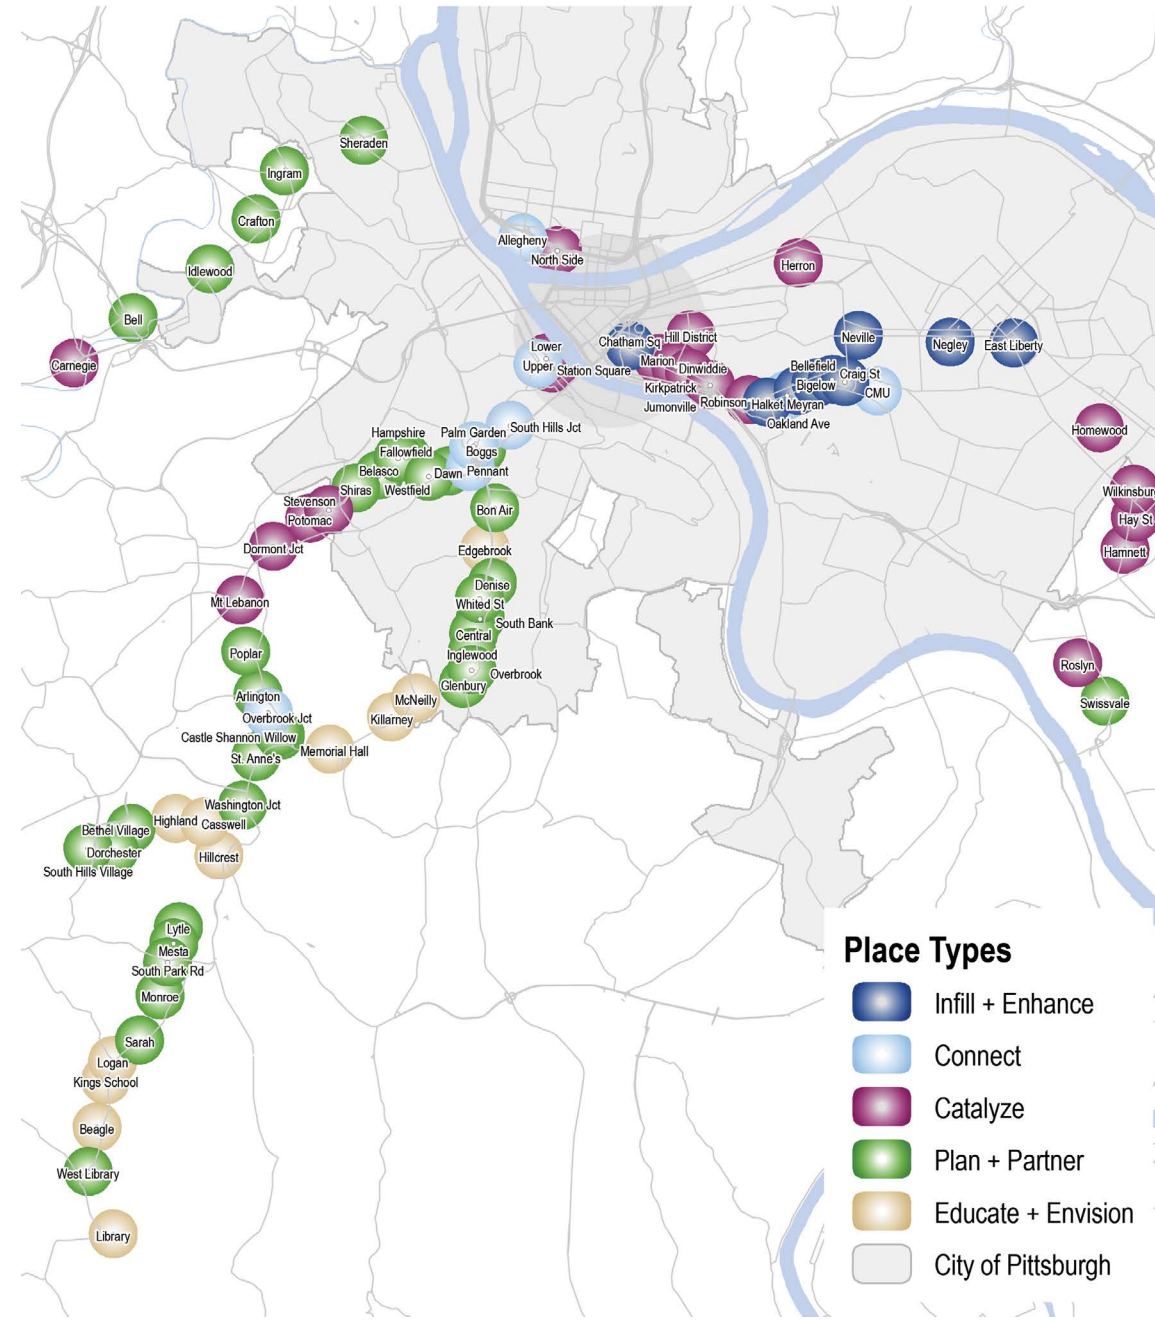 Sheraden
Ingram
Crafton
Allegheny
North Side
Idlewood
Herron
Bell
Carnegie
Lower
Upper
Station Square
Chatham Sq
Hill District
Marion
Dinwiddie
Kirkpatrick
Jumonville
Robinson
Neville
Negley
East Liberty
Bellefield
Craig St
Bigelow
CMU
Halket
Meyran
Oakland Ave
Homewood
Hampshire
Palm Garden
South Hills Jct
Fallowfield
Boggs
Belasco
Dawn
Pennant
Shiras
Westfield
Stevenson
Potomac
Bon Air
Wilkinsburg
Hay St
Hamnett
Dormont Jct
Edgebrook
Denise
Mt Lebanon
Whited St
South Bank
Central
Poplar
Inglewood
Overbrook
Glenbury
Roslyn
Swissvale
Arlington
McNeilly
Overbrook Jct
Killarney
Castle Shannon
Willow
St. Anne's
Memorial Hall
Washington Jct
Highland
Casswell
Bethel Village
Dorchester
Hillcrest
South Hills Village
Lytle
Mesta
South Park Rd
Monroe
Sarah
Logan
Kings School
Beagle
West Library
Library
Place Types
Infill + Enhance
Connect
Catalyze
Plan + Partner
Educate + Envision
City of Pittsburgh